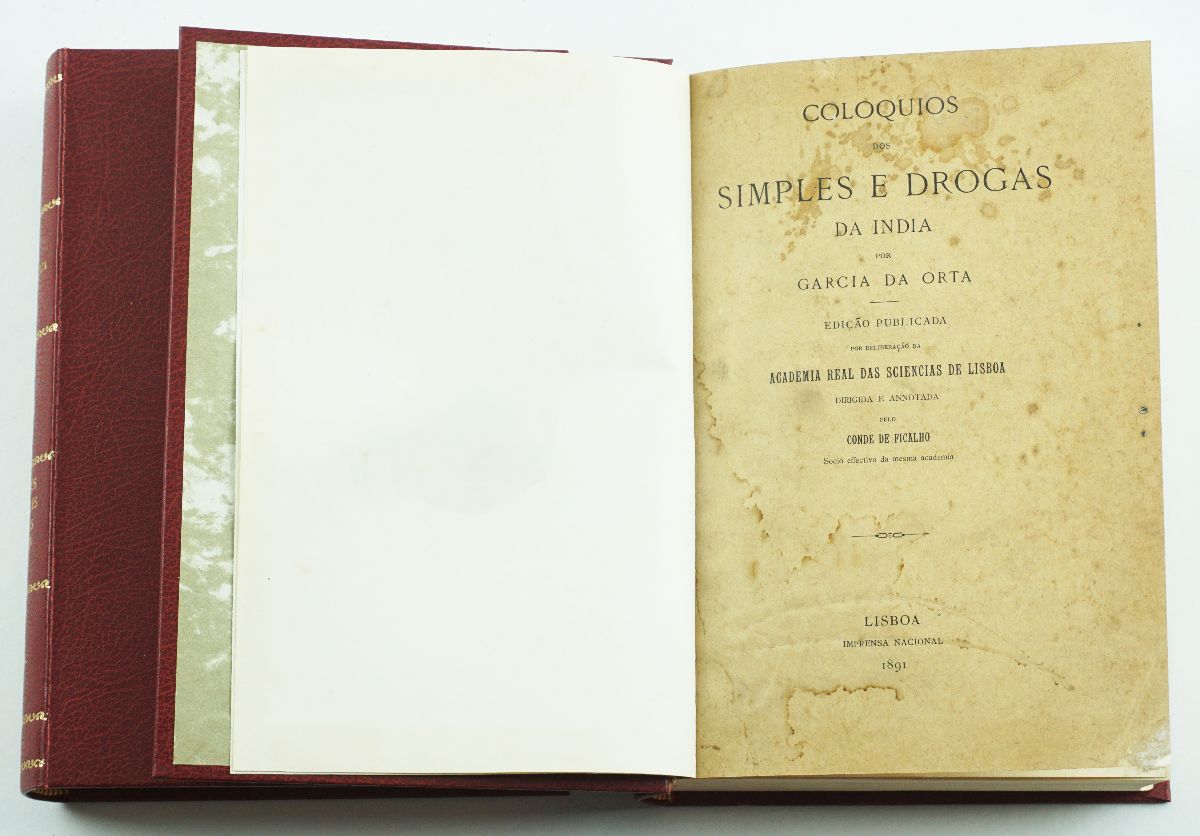 COLOQUIOS
DOS
SIMPLES E DROGAS
DA INDIA
POR
GARCIA DA ORTA
EDIÇÃO PUBLICADA
POR DELIBERAÇÃO DA
ACADEMIA REAL DAS SCIENCIAS DE LISBOA
DIRIGIDA E ANNOTADA
PELO
CONDE DE FICALHO
Socio effectivo da mesma academia
LISBOA
IMPRENSA NACIONAL
1891